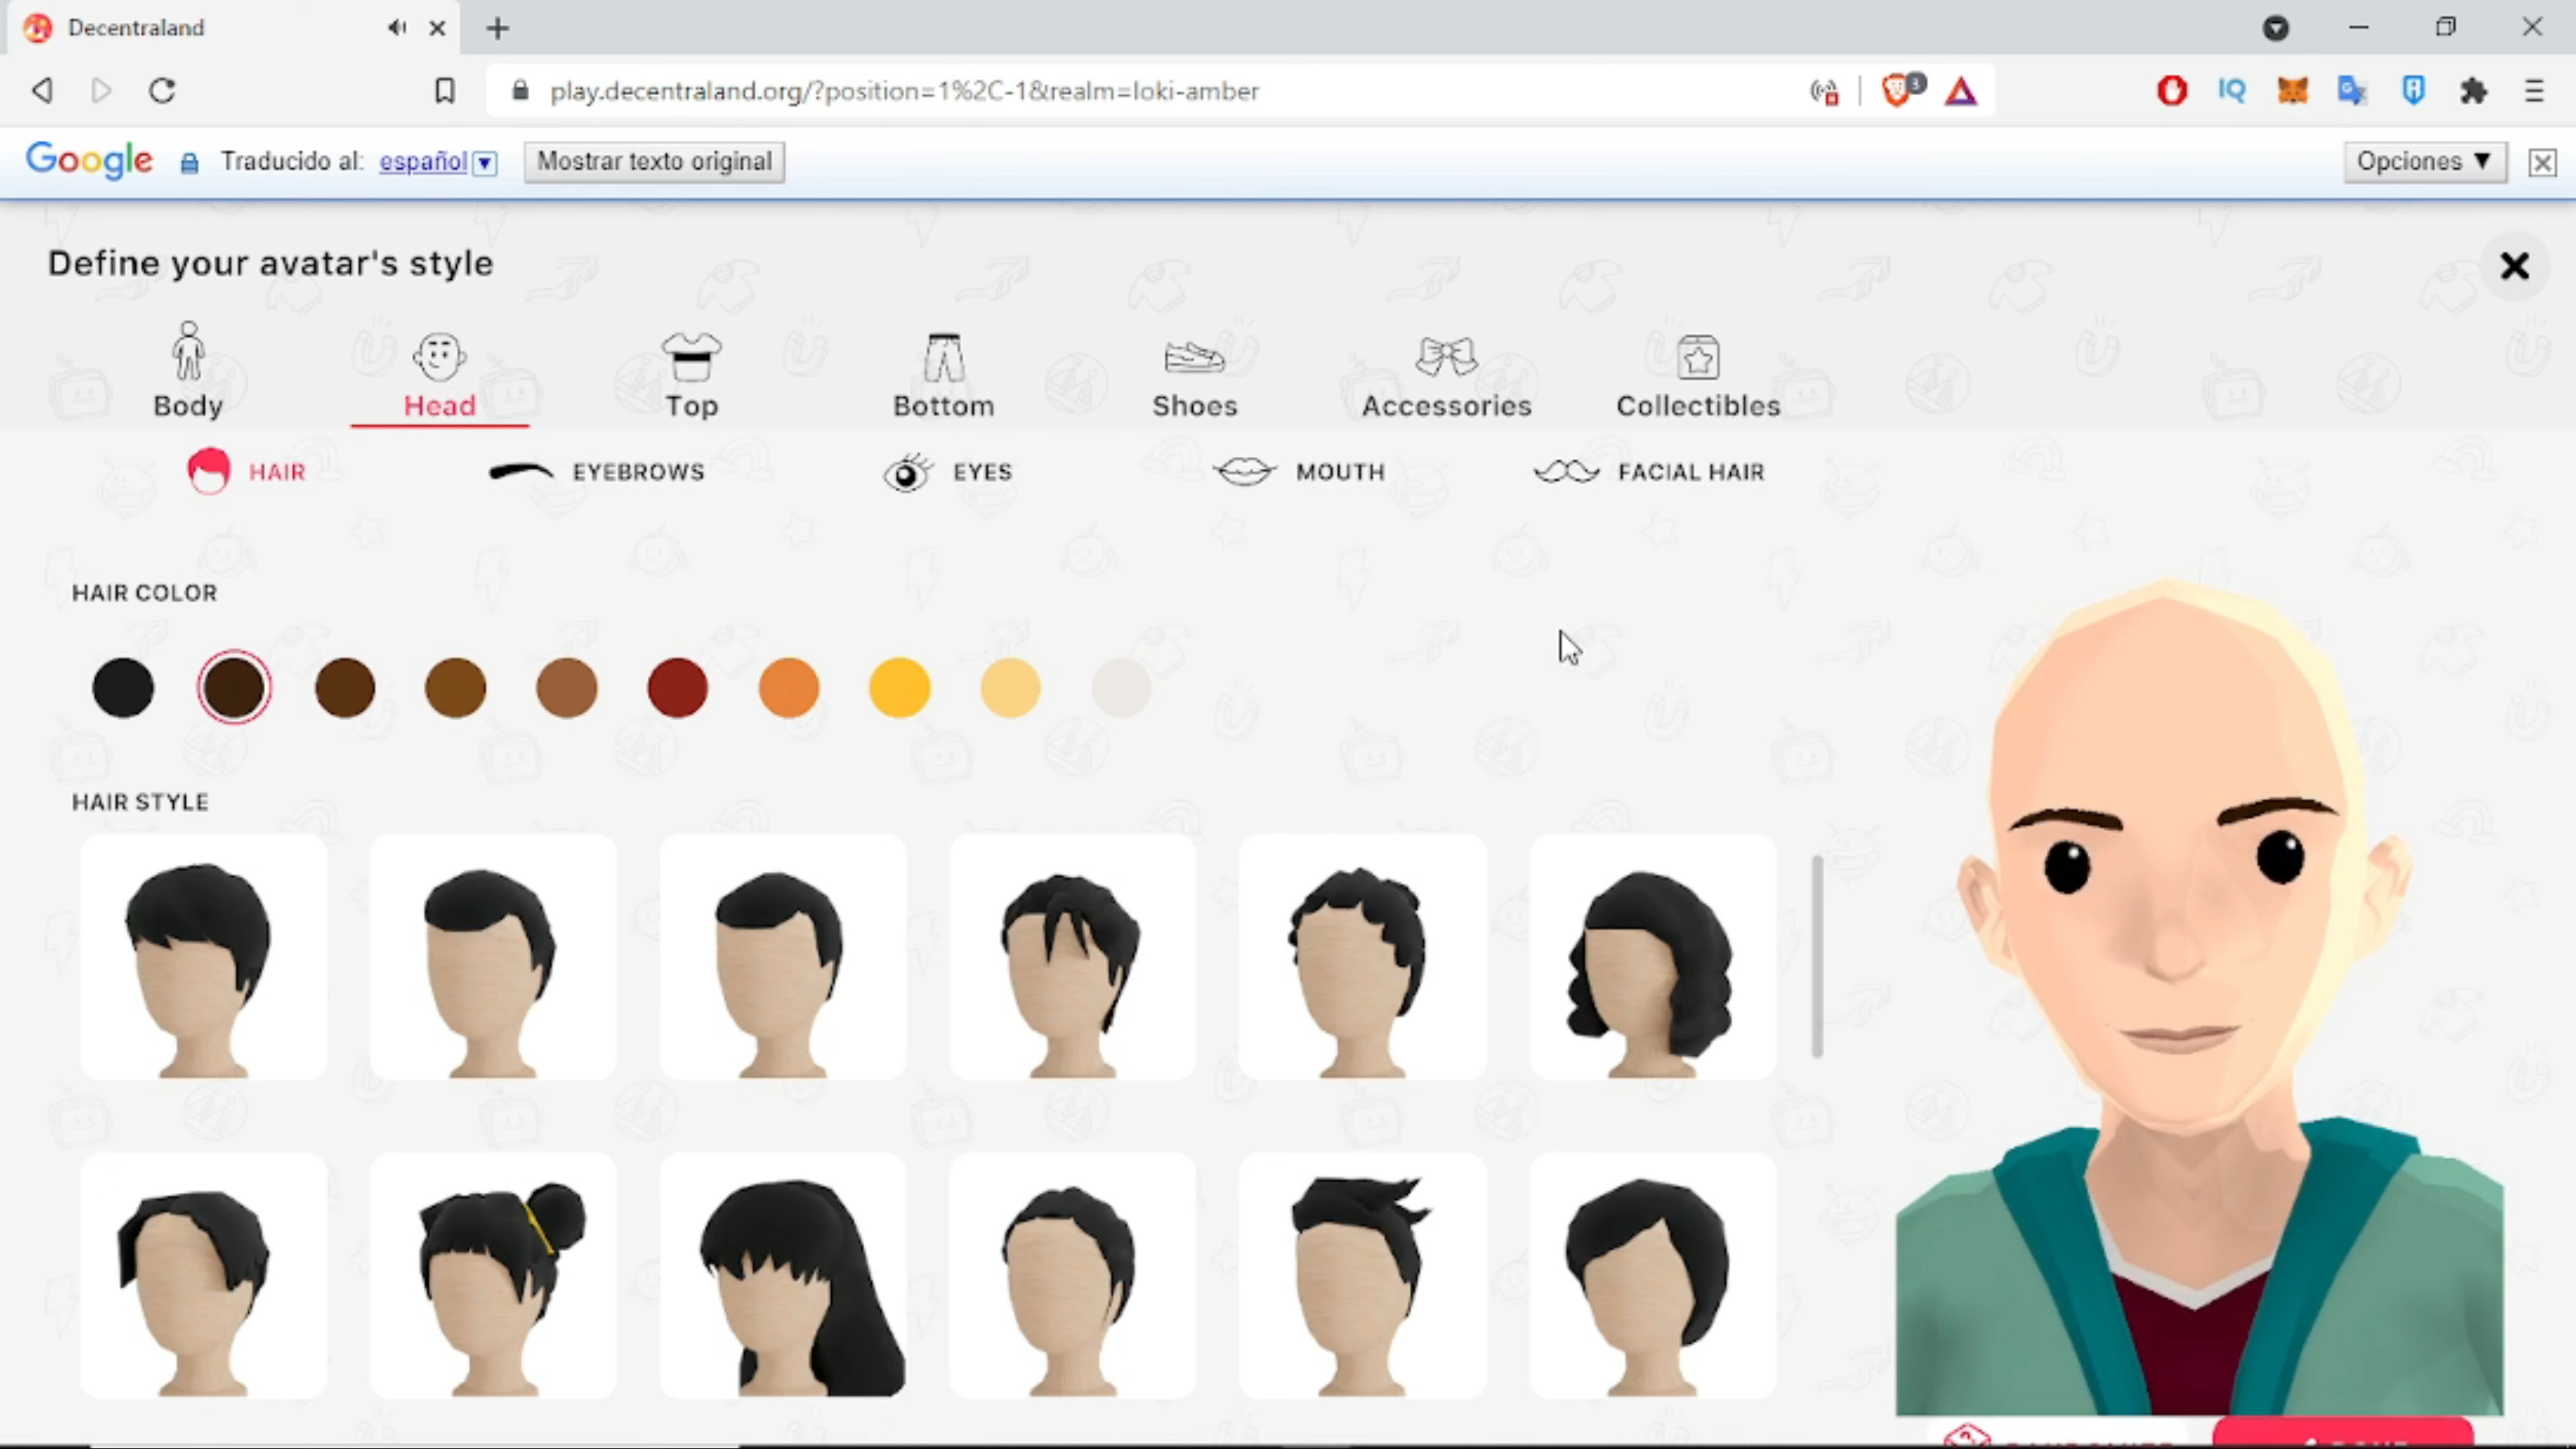 Decentraland
play.decentraland.org/?position=1%2C-1&realm=loki-amber
3
IQ
Google Traducido al: español Mostrar texto original Opciones
Define your avatar's style
Body Head Top Bottom Shoes Accessories Collectibles
HAIR EYEBROWS EYES MOUTH FACIAL HAIR
HAIR COLOR
HAIR STYLE